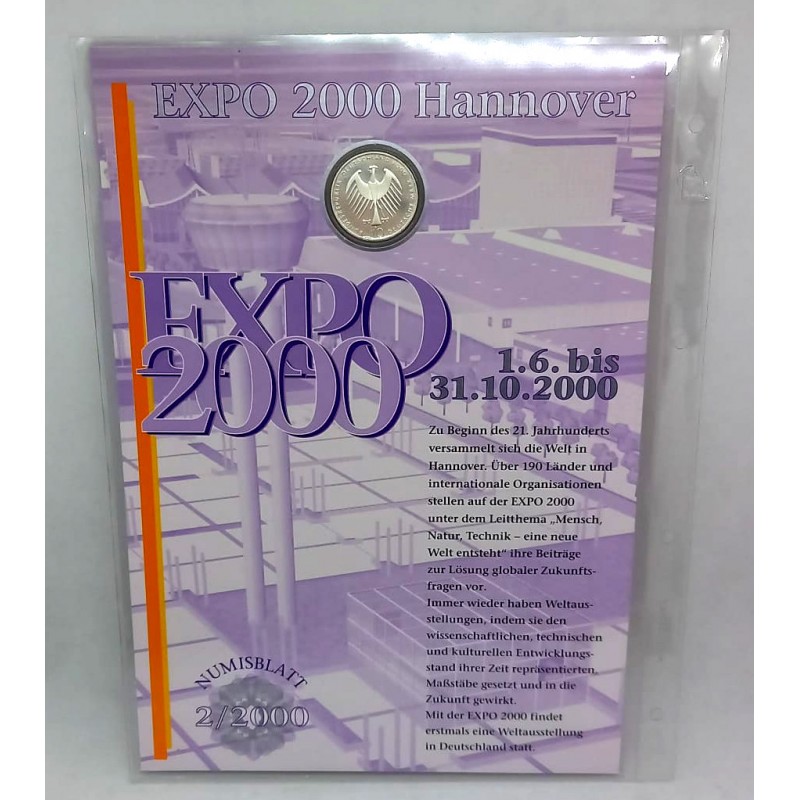 EXPO 2000 Hannover
EXPO
2000
1.6. bis
31.10.2000
Zu Beginn des 21. Jahrhunderts
versammelt sich die Welt in
Hannover. Über 190 Länder und
internationale Organisationen
stellen auf der EXPO 2000
unter dem Leitthema „Mensch,
Natur, Technik – eine neue
Welt entsteht“ ihre Beiträge
zur Lösung globaler Zukunfts-
fragen vor.
Immer wieder haben Weltaus-
stellungen, indem sie den
wissenschaftlichen, technischen
und kulturellen Entwicklungs-
stand ihrer Zeit repräsentierten,
Maßstäbe gesetzt und in die
Zukunft gewirkt.
Mit der EXPO 2000 findet
erstmals eine Weltausstellung
in Deutschland statt.
NUMISBLATT
2/2000